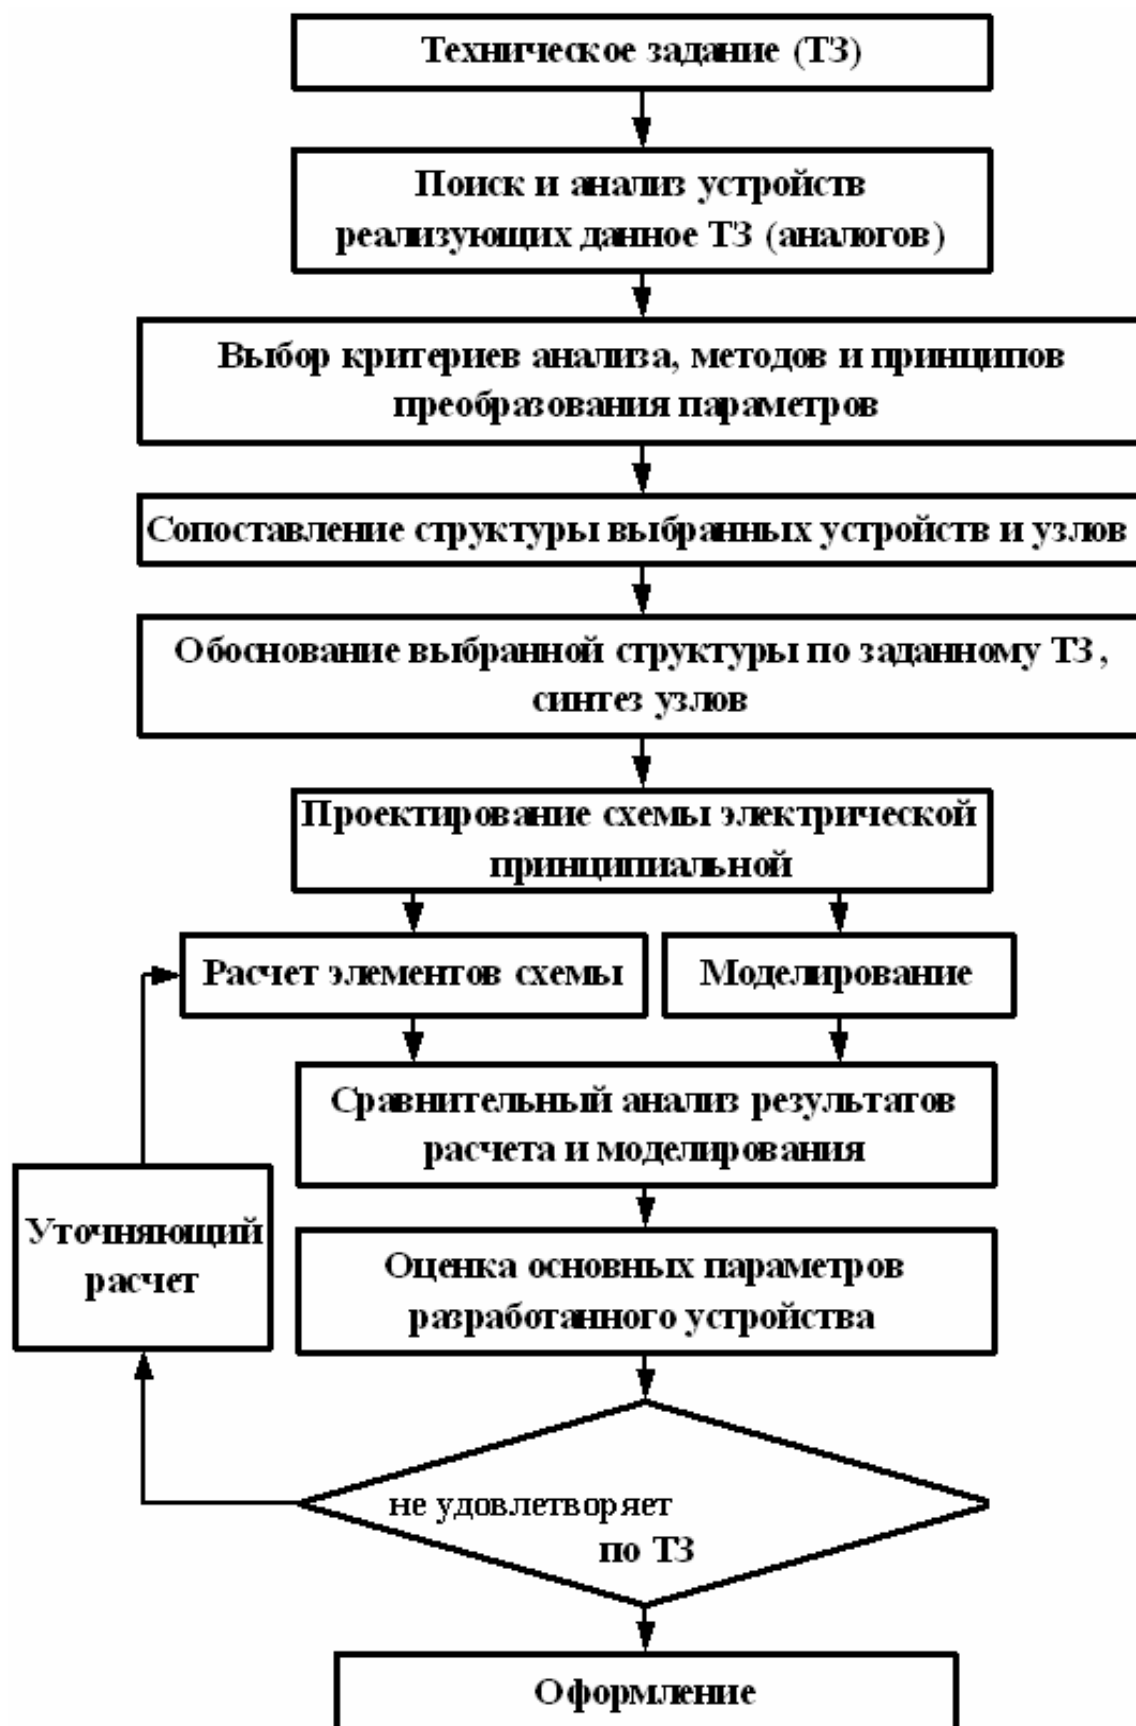 Техническое задание (ТЗ)
Поиск и анализ устройств
реализующих данное ТЗ (аналогов)
Выбор критериев анализа, методов и принципов
преобразования параметров
Сопоставление структуры выбранных устройств и узлов
Обоснование выбранной структуры по заданному ТЗ,
синтез узлов
Проектирование схемы электрической
принципиальной
Расчет элементов схемы
Моделирование
Сравнительный анализ результатов
расчета и моделирования
Уточняющий
расчет
Оценка основных параметров
разработанного устройства
не удовлетворяет
по ТЗ
Оформление